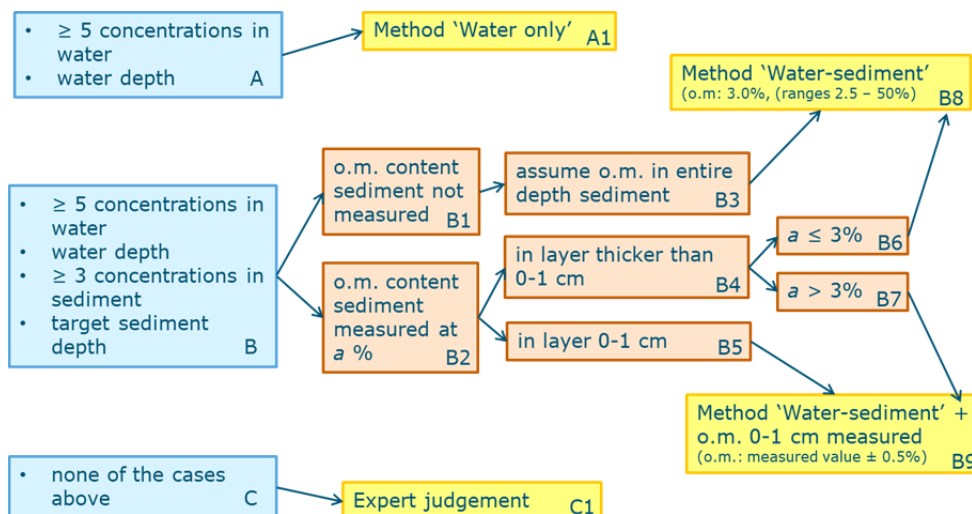 • ≥ 5 concentrations in
water
• water depth
A
Method ‘Water only’
A1
Method ‘Water-sediment’
(o.m: 3.0%, (ranges 2.5 – 50%)
B8
• ≥ 5 concentrations in
water
• water depth
• ≥ 3 concentrations in
sediment
• target sediment
depth
B
o.m. content
sediment not
measured
B1
assume o.m. in entire
depth sediment
B3
o.m. content
sediment
measured at
a %
B2
in layer thicker than
0-1 cm
B4
a ≤ 3%
B6
a > 3%
B7
in layer 0-1 cm
B5
Method ‘Water-sediment’ +
o.m. 0-1 cm measured
(o.m.: measured value ± 0.5%)
B9
• none of the cases
above
C
Expert judgement
C1